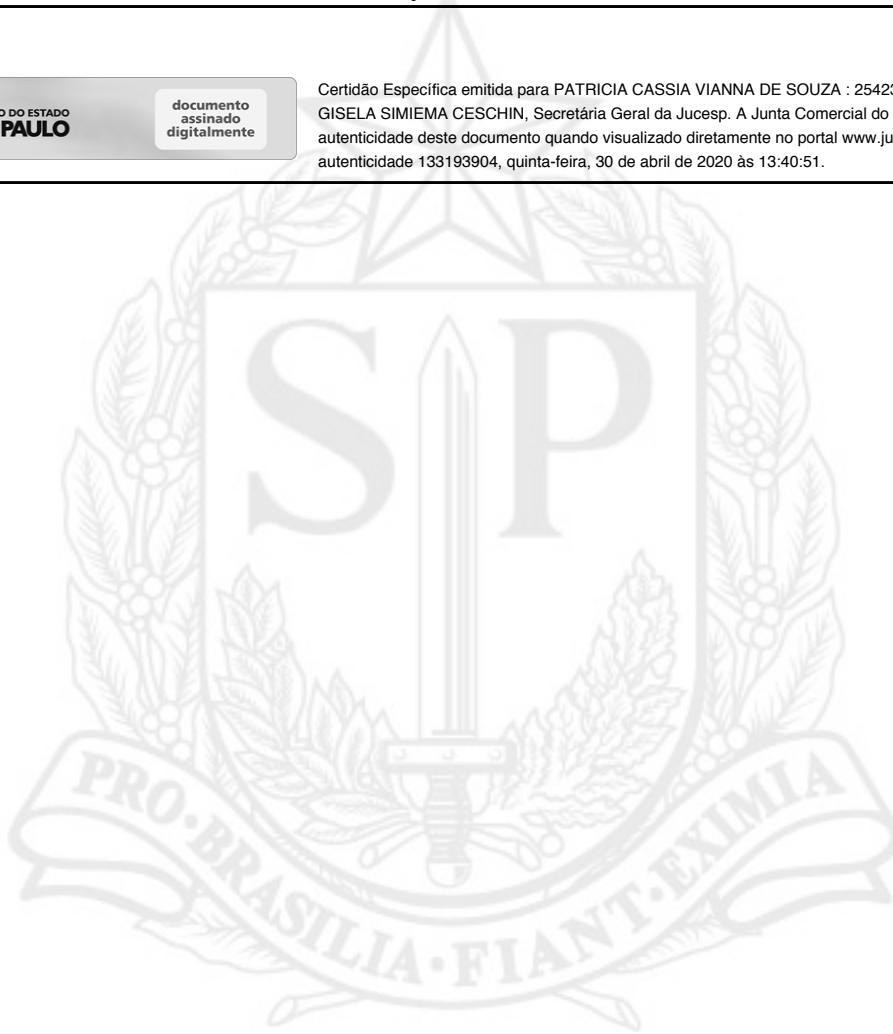 O DO ESTADO
PAULO
documento
assinado
digitalmente
Certidão Específica emitida para PATRICIA CASSIA VIANNA DE SOUZA : 25423
GISELA SIMIEMA CESCHIN, Secretária Geral da Jucesp. A Junta Comercial do
autenticidade deste documento quando visualizado diretamente no portal www.ju
autenticidade 133193904, quinta-feira, 30 de abril de 2020 às 13:40:51.
SP
PRO·BRASILIA·FIANT·EXIMIA